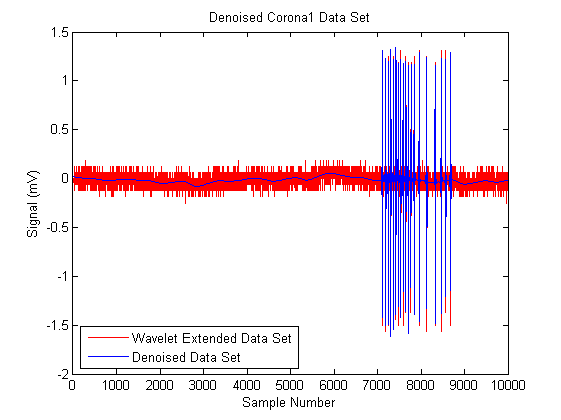 Denoised Corona1 Data Set
1.5
1
0.5
0
-0.5
-1
-1.5
-2
Signal (mV)
Wavelet Extended Data Set
Denoised Data Set
0 1000 2000 3000 4000 5000 6000 7000 8000 9000 10000
Sample Number